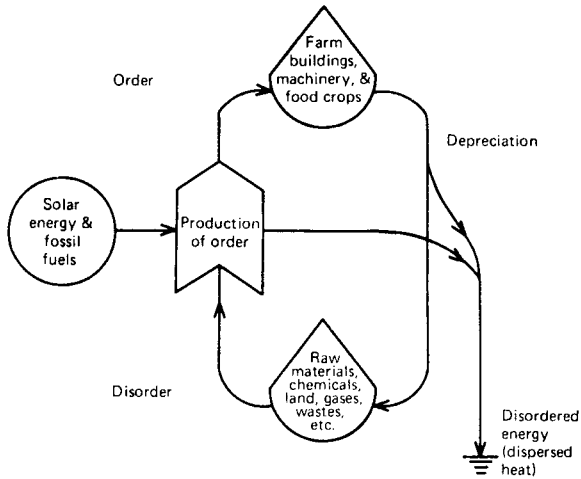 Farm
buildings,
machinery, &
food crops
Order
Depreciation
Solar
energy &
fossil
fuels
Production
of order
Raw
materials,
chemicals,
land, gases,
wastes,
etc.
Disorder
Disordered
energy
(dispersed
heat)